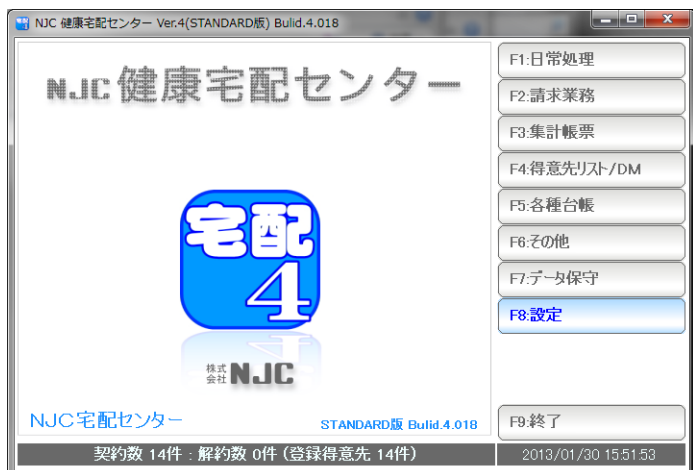 NJC 健康宅配センター Ver.4(STANDARD版) Bulid.4.018
NJC健康宅配センター
宅配
4
株式会社NJC
NJC宅配センター
STANDARD版 Bulid.4.018
F1:日常処理
F2:請求業務
F3:集計帳票
F4:得意先リスト/DM
F5:各種台帳
F6:その他
F7:データ保守
F8:設定
F9:終了
契約数 14件 : 解約数 0件 (登録得意先 14件)
2013/01/30 15:51:53